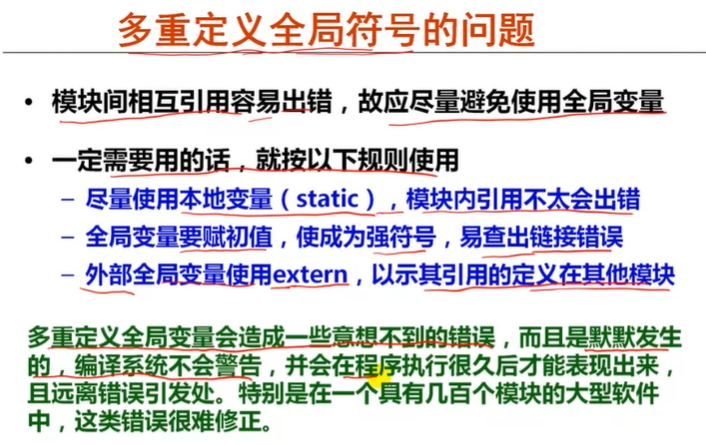 多重定义全局符号的问题
• 模块间相互引用容易出错，故应尽量避免使用全局变量
• 一定需要用的话，就按以下规则使用
– 尽量使用本地变量（static），模块内引用不太会出错
– 全局变量要赋初值，使成为强符号，易查出链接错误
– 外部全局变量使用extern，以示其引用的定义在其他模块
多重定义全局变量会造成一些意想不到的错误，而且是默默发生
的，编译系统不会警告，并会在程序执行很久后才能表现出来，
且远离错误引发处。特别是在一个具有几百个模块的大型软件
中，这类错误很难修正。